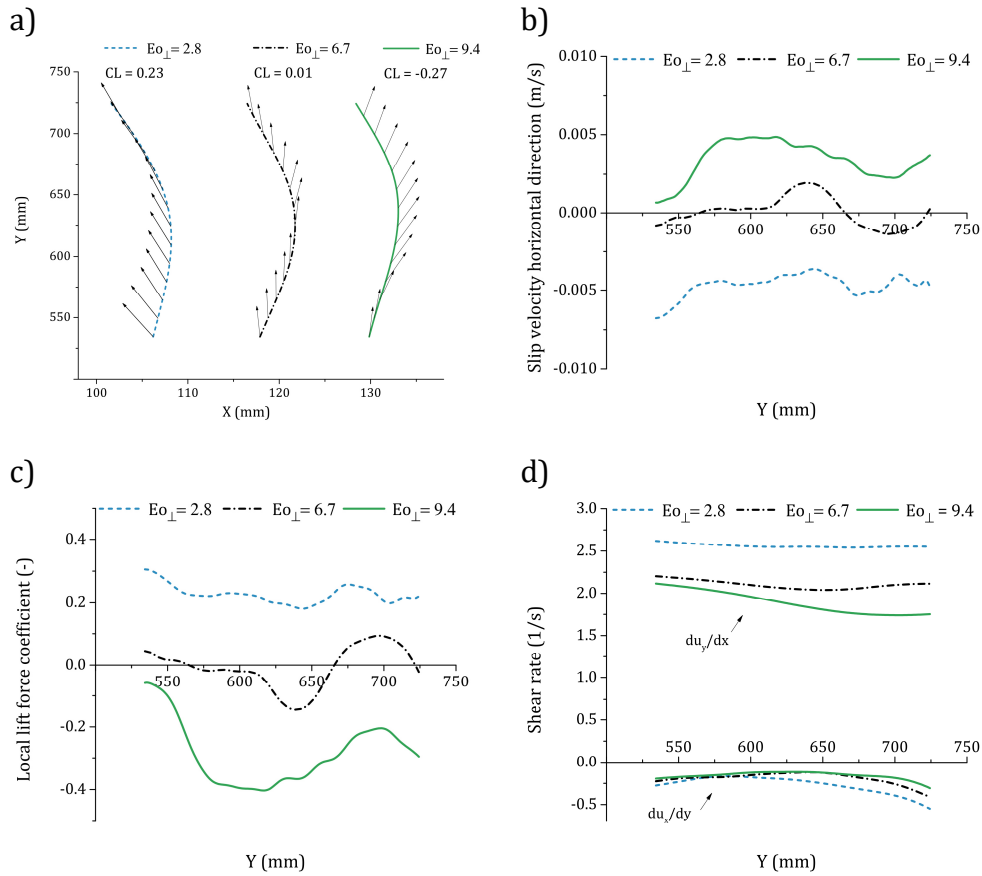 a)
Eo⊥= 2.8 Eo⊥= 6.7 Eo⊥= 9.4
CL = 0.23 CL = 0.01 CL = -0.27
750
700
650
600
550
Y (mm)
100 110 120 130
X (mm)
b)
0.010
Eo⊥= 2.8 Eo⊥= 6.7 Eo⊥= 9.4
0.005
0.000
550 600 650 700 750
-0.005
-0.010
Slip velocity horizontal direction (m/s)
Y (mm)
c)
Eo⊥= 2.8 Eo⊥= 6.7 Eo⊥= 9.4
0.4
0.2
0.0
550 600 650 700 750
-0.2
-0.4
Local lift force coefficient (-)
Y (mm)
d)
3.0
Eo⊥= 2.8 Eo⊥= 6.7 Eo⊥ = 9.4
2.5
2.0
1.5
du_y/dx
1.0
0.5
550 600 650 700 750
0.0
-0.5
du_x/dy
Shear rate (1/s)
Y (mm)